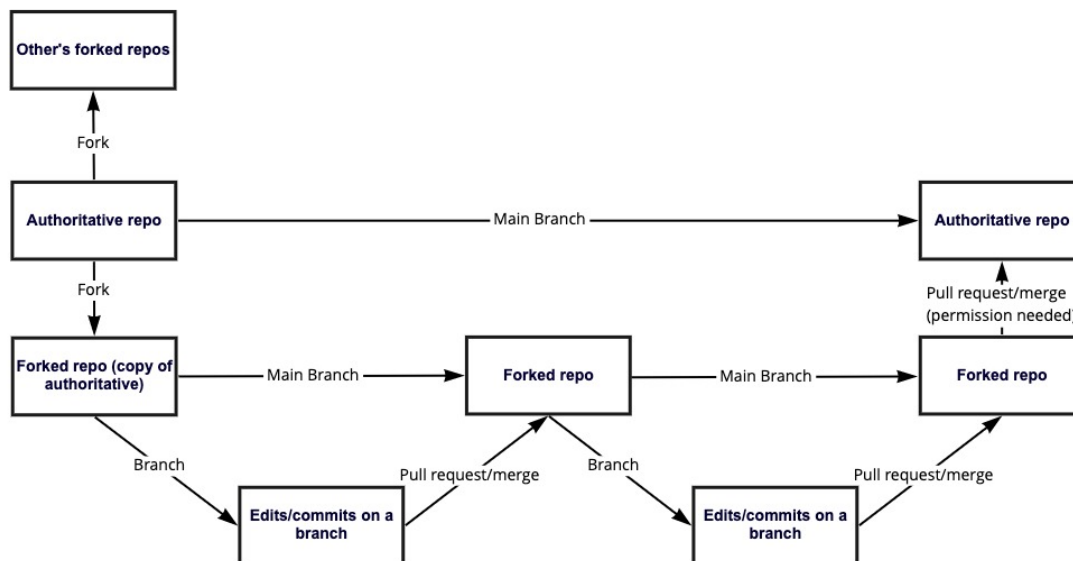 Other's forked repos
Fork
Authoritative repo
Main Branch
Authoritative repo
Fork
Pull request/merge
(permission needed)
Forked repo (copy of
authoritative)
Main Branch
Forked repo
Main Branch
Forked repo
Branch
Pull request/merge
Branch
Pull request/merge
Edits/commits on a
branch
Edits/commits on a
branch